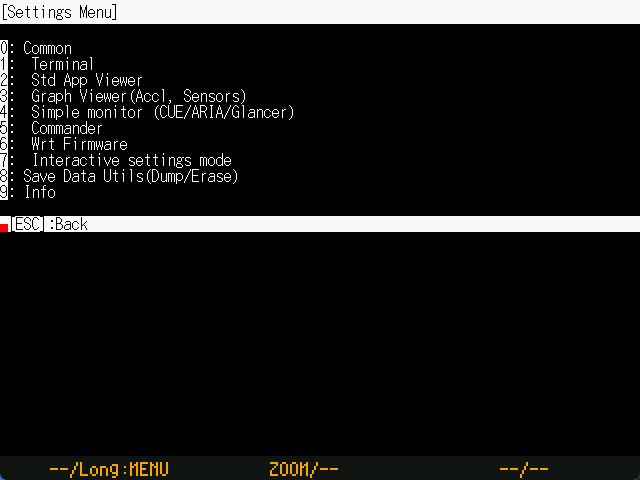 [Settings Menu]
0: Common
1:  Terminal
2:  Std App Viewer
3:  Graph Viewer(Accl, Sensors)
4:  Simple monitor (CUE/ARIA/Glancer)
5:  Commander
6:  Wrt Firmware
7:  Interactive settings mode
8: Save Data Utils(Dump/Erase)
9: Info
[ESC]:Back
--/Long:MENU ZOOM/-- --/--